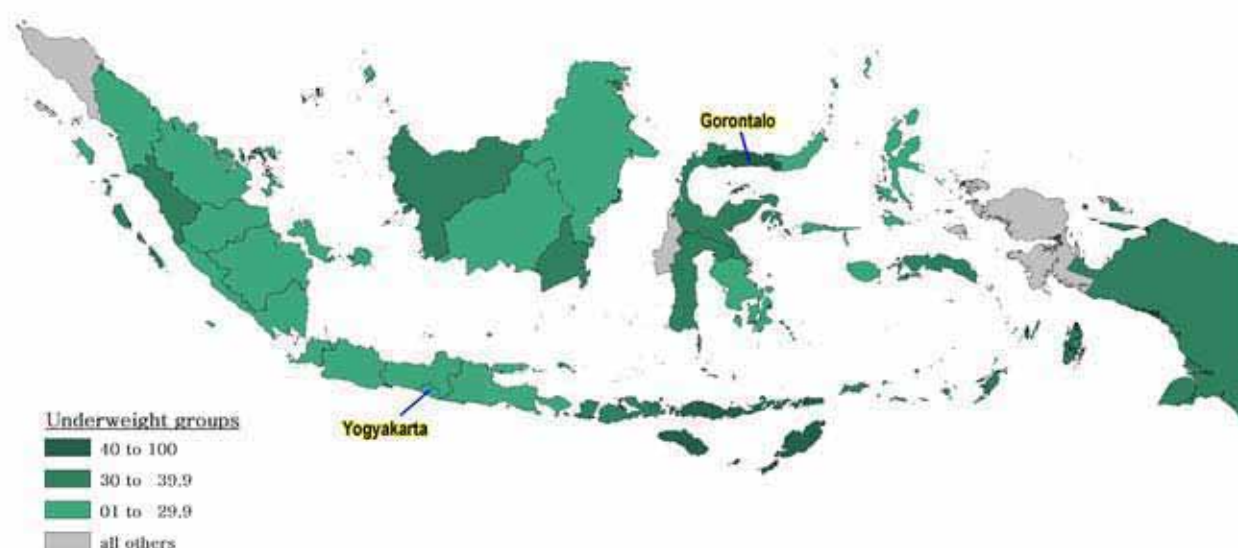 Gorontalo
Yogyakarta
Underweight groups
40 to 100
30 to 39.9
01 to 29.9
all others